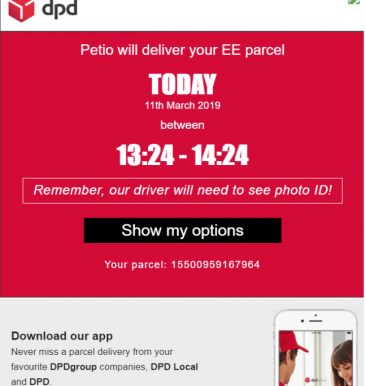 dpd
Petio will deliver your EE parcel
TODAY
11th March 2019
between
13:24 - 14:24
Remember, our driver will need to see photo ID!
Show my options
Your parcel: 15500959167964
Download our app
Never miss a parcel delivery from your
favourite DPDgroup companies, DPD Local
and DPD.